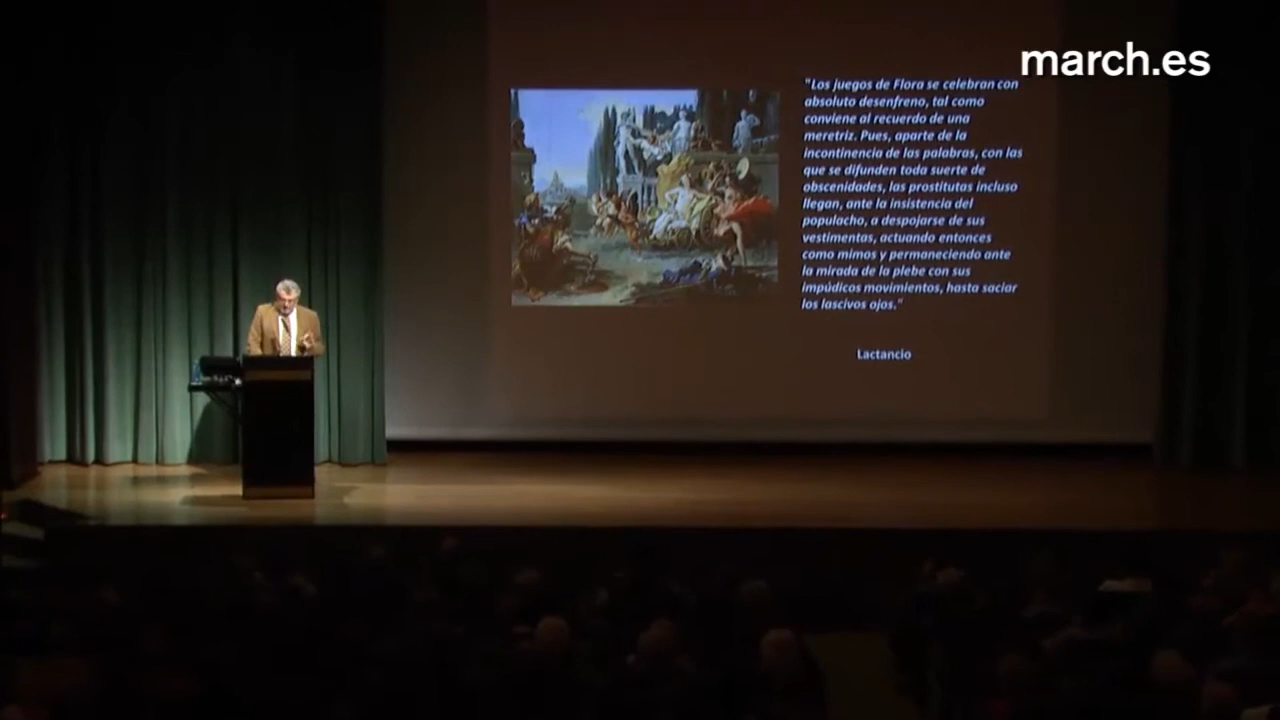 march.es
"Los juegos de Flora se celebran con
absoluto desenfreno, tal como
conviene al recuerdo de una
meretriz. Pues, aparte de la
incontinencia de las palabras, con las
que se difunden toda suerte de
obscenidades, las prostitutas incluso
llegan, ante la insistencia del
populacho, a despojarse de sus
vestimentas, actuando entonces
como mimos y permaneciendo ante
la mirada de la plebe con sus
impúdicos movimientos, hasta saciar
los lascivos ojos."
Lactancio